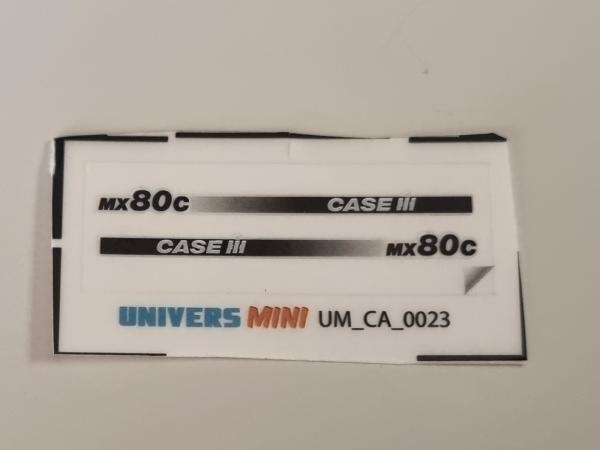 MX80C CASE III
CASE III MX80C
UNIVERS MINI UM_CA_0023